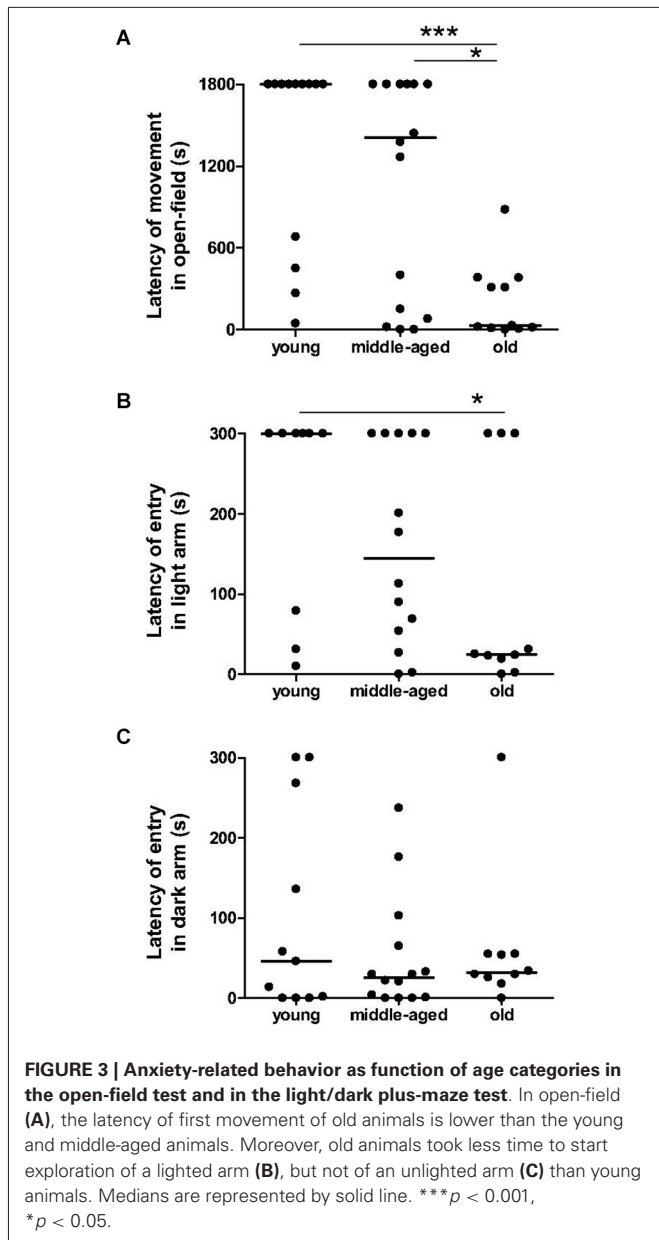 A
***
*
Latency of movement
in open-field (s)
1800
1200
600
0
young middle-aged old
B
*
Latency of entry
in light arm (s)
300
200
100
0
young middle-aged old
C
Latency of entry
in dark arm (s)
300
200
100
0
young middle-aged old
FIGURE 3 | Anxiety-related behavior as function of age categories in
the open-field test and in the light/dark plus-maze test. In open-field
(A), the latency of first movement of old animals is lower than the young
and middle-aged animals. Moreover, old animals took less time to start
exploration of a lighted arm (B), but not of an unlighted arm (C) than young
animals. Medians are represented by solid line. ***p < 0.001,
*p < 0.05.